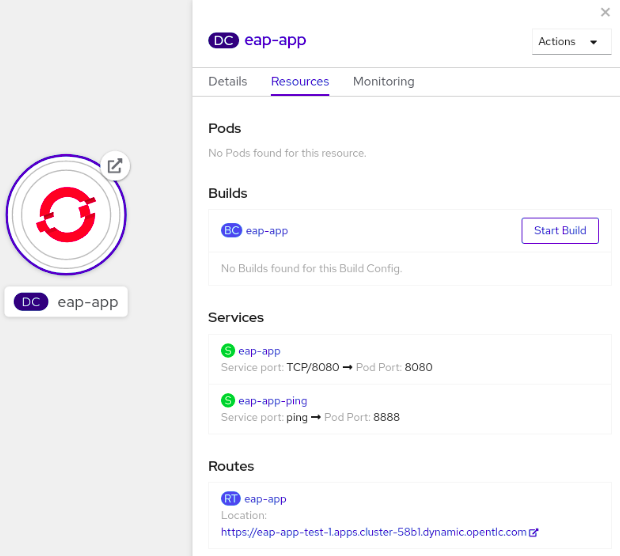 ×
DC eap-app
Actions
Details Resources Monitoring
Pods
No Pods found for this resource.
Builds
BC eap-app
Start Build
No Builds found for this Build Config.
Services
S eap-app
Service port: TCP/8080 → Pod Port: 8080
S eap-app-ping
Service port: ping → Pod Port: 8888
Routes
RT eap-app
Location:
https://eap-app-test-1.apps.cluster-58b1.dynamic.opentlc.com
DC eap-app